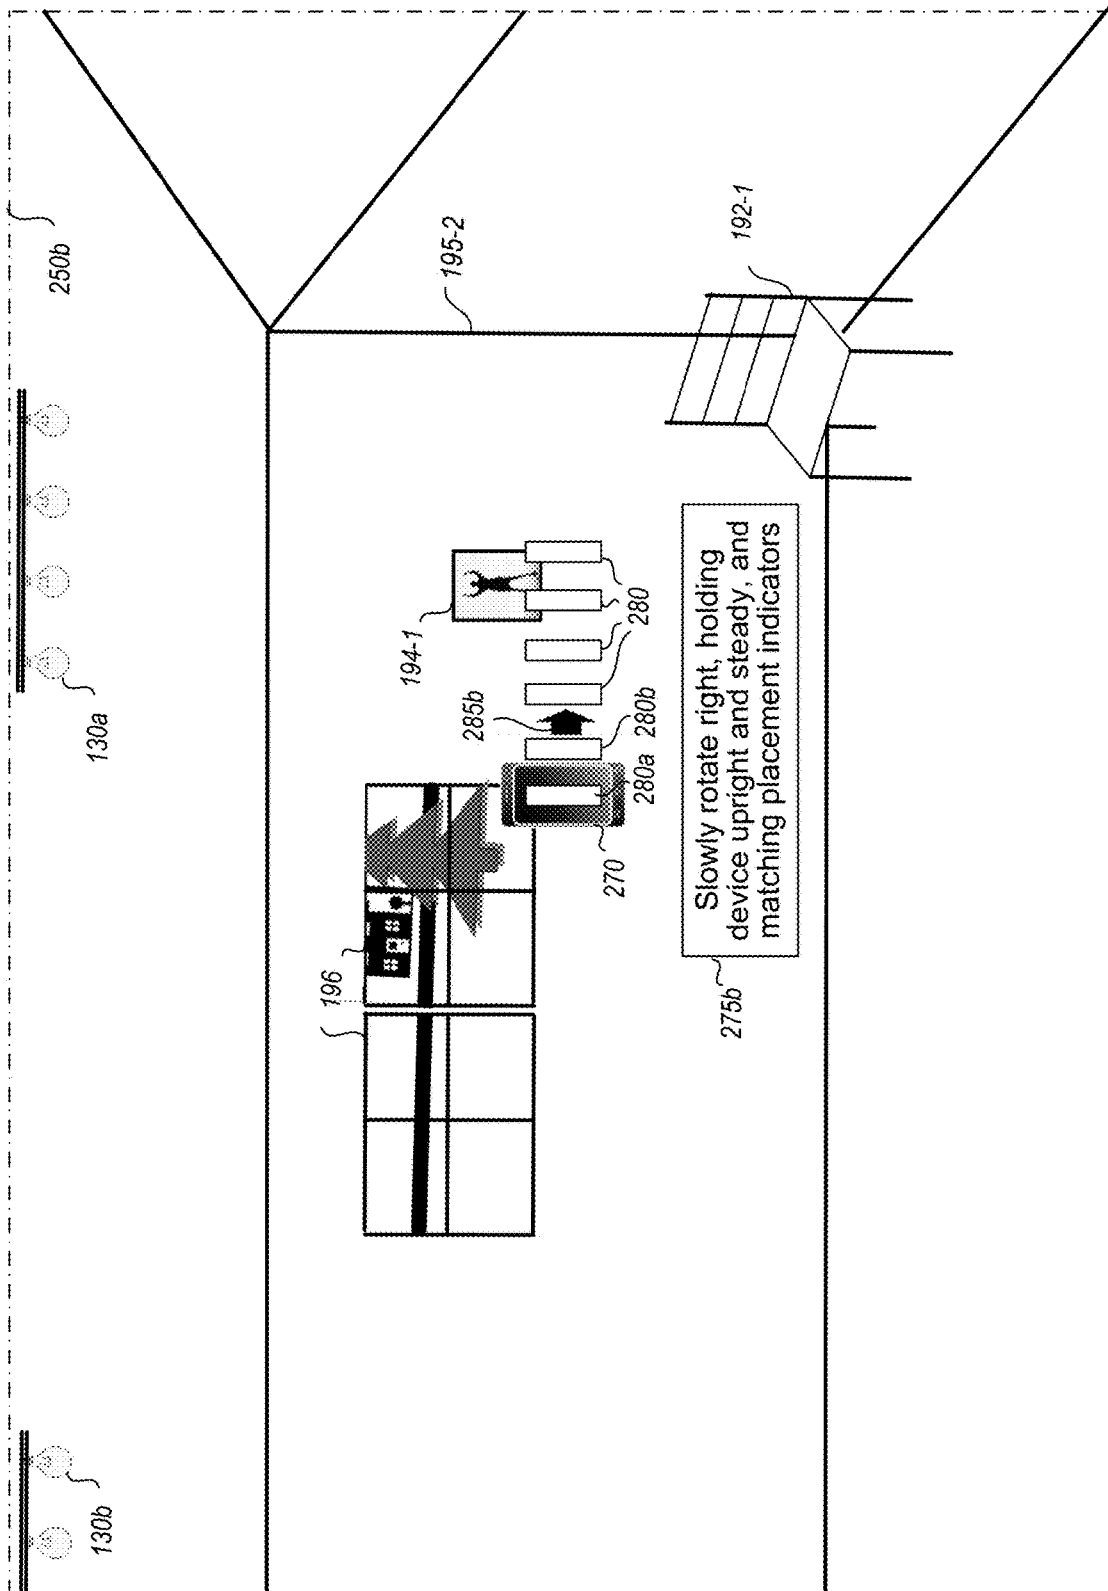 250b
130b
130a
196
194-1
195-2
285b
270
280a
280b
280
Slowly rotate right, holding
device upright and steady, and
matching placement indicators
275b
192-1